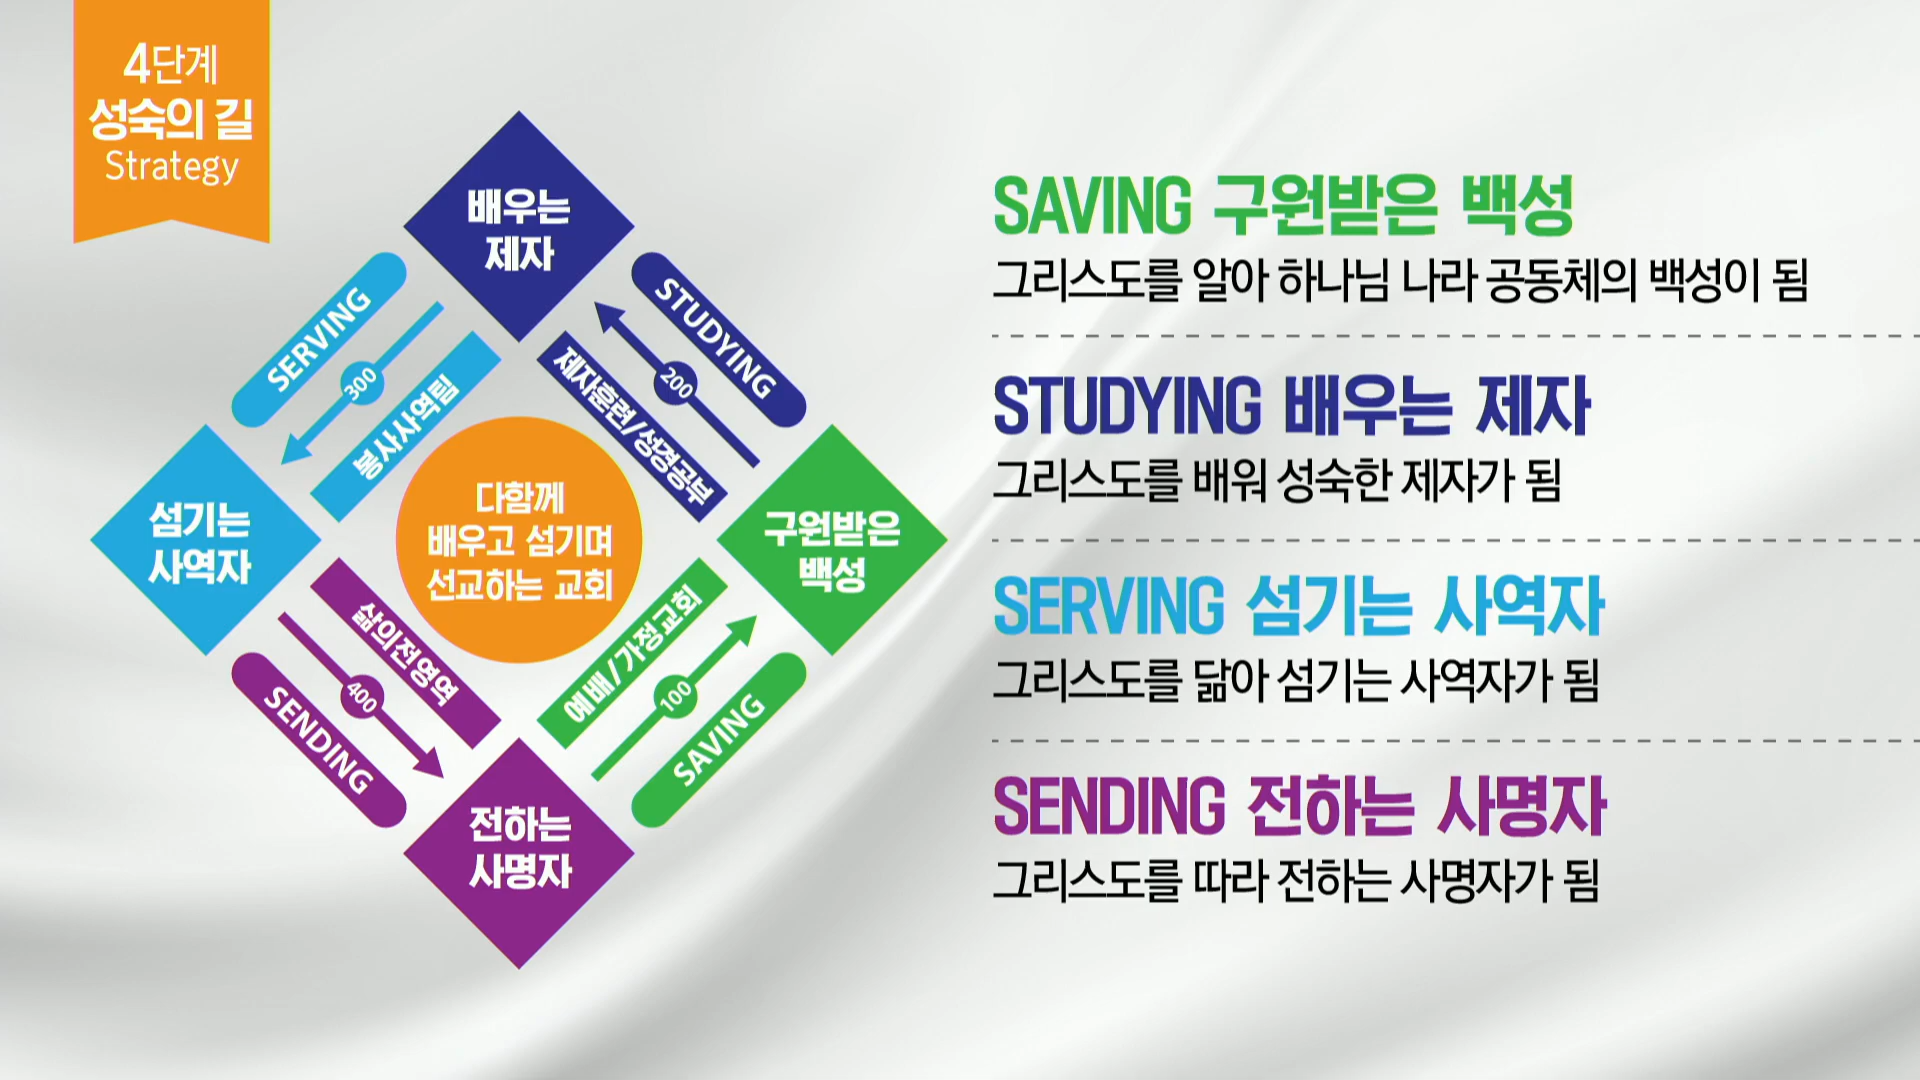 4단계
성숙의 길
Strategy
배우는
제자
SERVING
300
봉사사역팀
STUDYING
200
제자훈련/성경공부
섬기는
사역자
다함께
배우고 섬기며
선교하는 교회
구원받은
백성
삶의전영역
400
SENDING
예배/가정교회
100
SAVING
전하는
사명자
SAVING 구원받은 백성
그리스도를 알아 하나님 나라 공동체의 백성이 됨
STUDYING 배우는 제자
그리스도를 배워 성숙한 제자가 됨
SERVING 섬기는 사역자
그리스도를 닮아 섬기는 사역자가 됨
SENDING 전하는 사명자
그리스도를 따라 전하는 사명자가 됨